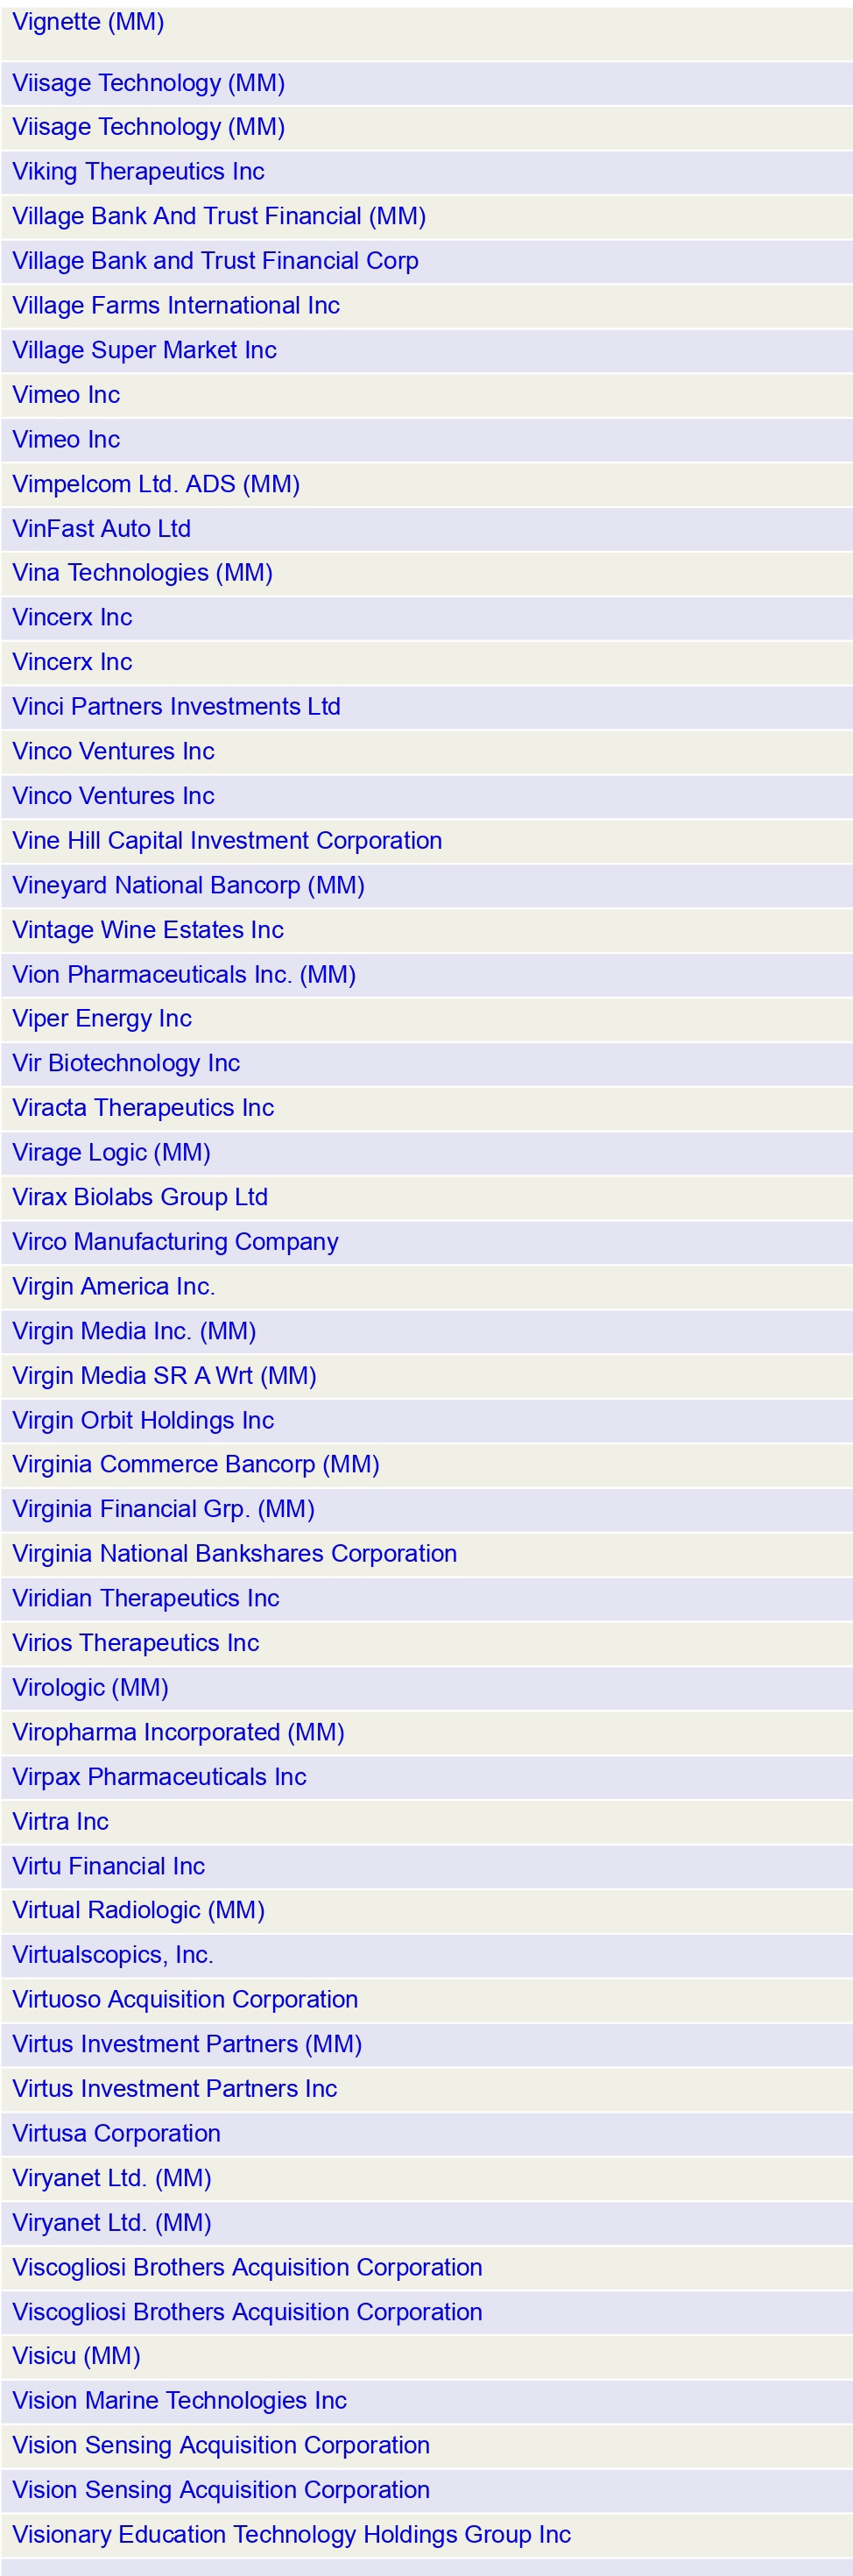 Vignette (MM)
Viisage Technology (MM)
Viisage Technology (MM)
Viking Therapeutics Inc
Village Bank And Trust Financial (MM)
Village Bank and Trust Financial Corp
Village Farms International Inc
Village Super Market Inc
Vimeo Inc
Vimeo Inc
Vimpelcom Ltd. ADS (MM)
VinFast Auto Ltd
Vina Technologies (MM)
Vincerx Inc
Vincerx Inc
Vinci Partners Investments Ltd
Vinco Ventures Inc
Vinco Ventures Inc
Vine Hill Capital Investment Corporation
Vineyard National Bancorp (MM)
Vintage Wine Estates Inc
Vion Pharmaceuticals Inc. (MM)
Viper Energy Inc
Vir Biotechnology Inc
Viracta Therapeutics Inc
Virage Logic (MM)
Virax Biolabs Group Ltd
Virco Manufacturing Company
Virgin America Inc.
Virgin Media Inc. (MM)
Virgin Media SR A Wrt (MM)
Virgin Orbit Holdings Inc
Virginia Commerce Bancorp (MM)
Virginia Financial Grp. (MM)
Virginia National Bankshares Corporation
Viridian Therapeutics Inc
Virios Therapeutics Inc
Virologic (MM)
Viropharma Incorporated (MM)
Virpax Pharmaceuticals Inc
Virtra Inc
Virtu Financial Inc
Virtual Radiologic (MM)
Virtualscopics, Inc.
Virtuoso Acquisition Corporation
Virtus Investment Partners (MM)
Virtus Investment Partners Inc
Virtusa Corporation
Viryanet Ltd. (MM)
Viryanet Ltd. (MM)
Viscogliosi Brothers Acquisition Corporation
Viscogliosi Brothers Acquisition Corporation
Visicu (MM)
Vision Marine Technologies Inc
Vision Sensing Acquisition Corporation
Vision Sensing Acquisition Corporation
Visionary Education Technology Holdings Group Inc